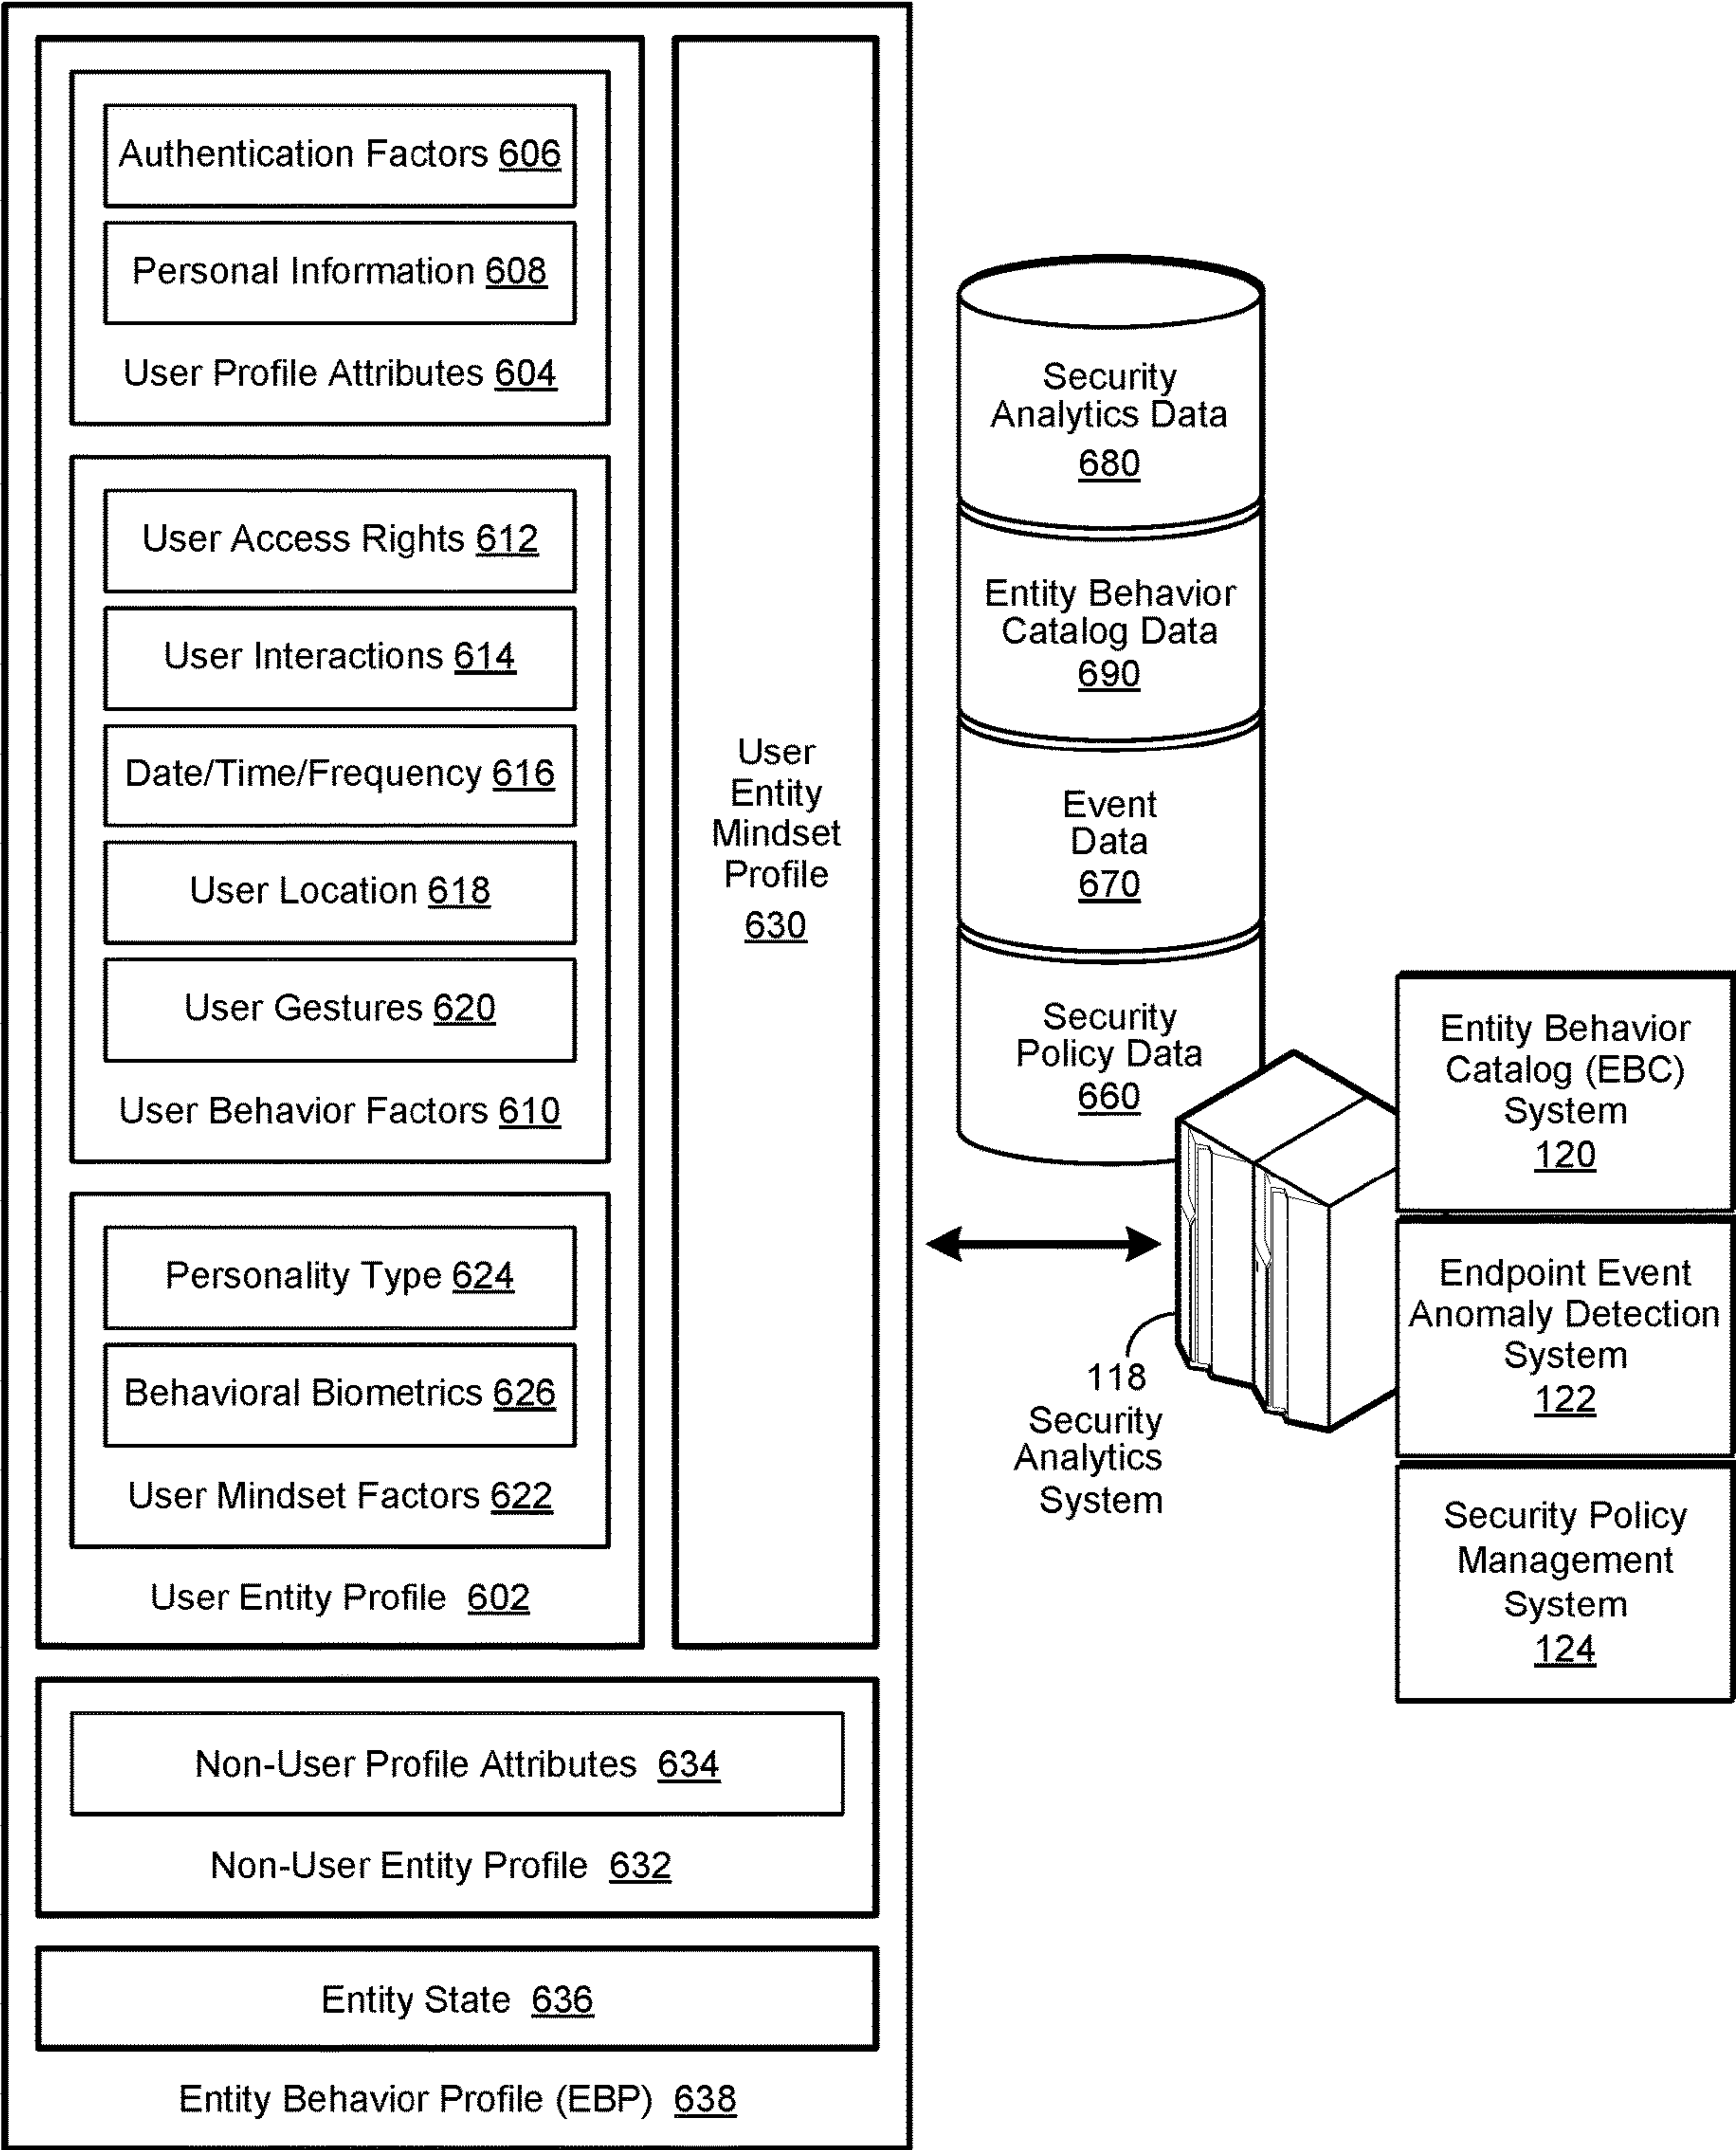 Authentication Factors 606
Personal Information 608
User Profile Attributes 604
User Access Rights 612
User Interactions 614
Date/Time/Frequency 616
User Location 618
User Gestures 620
User Behavior Factors 610
Personality Type 624
Behavioral Biometrics 626
User Mindset Factors 622
User Entity Profile 602
User
Entity
Mindset
Profile
630
Non-User Profile Attributes 634
Non-User Entity Profile 632
Entity State 636
Entity Behavior Profile (EBP) 638
Security
Analytics Data
680
Entity Behavior
Catalog Data
690
Event
Data
670
Security
Policy Data
660
118
Security
Analytics
System
Entity Behavior
Catalog (EBC)
System
120
Endpoint Event
Anomaly Detection
System
122
Security Policy
Management
System
124